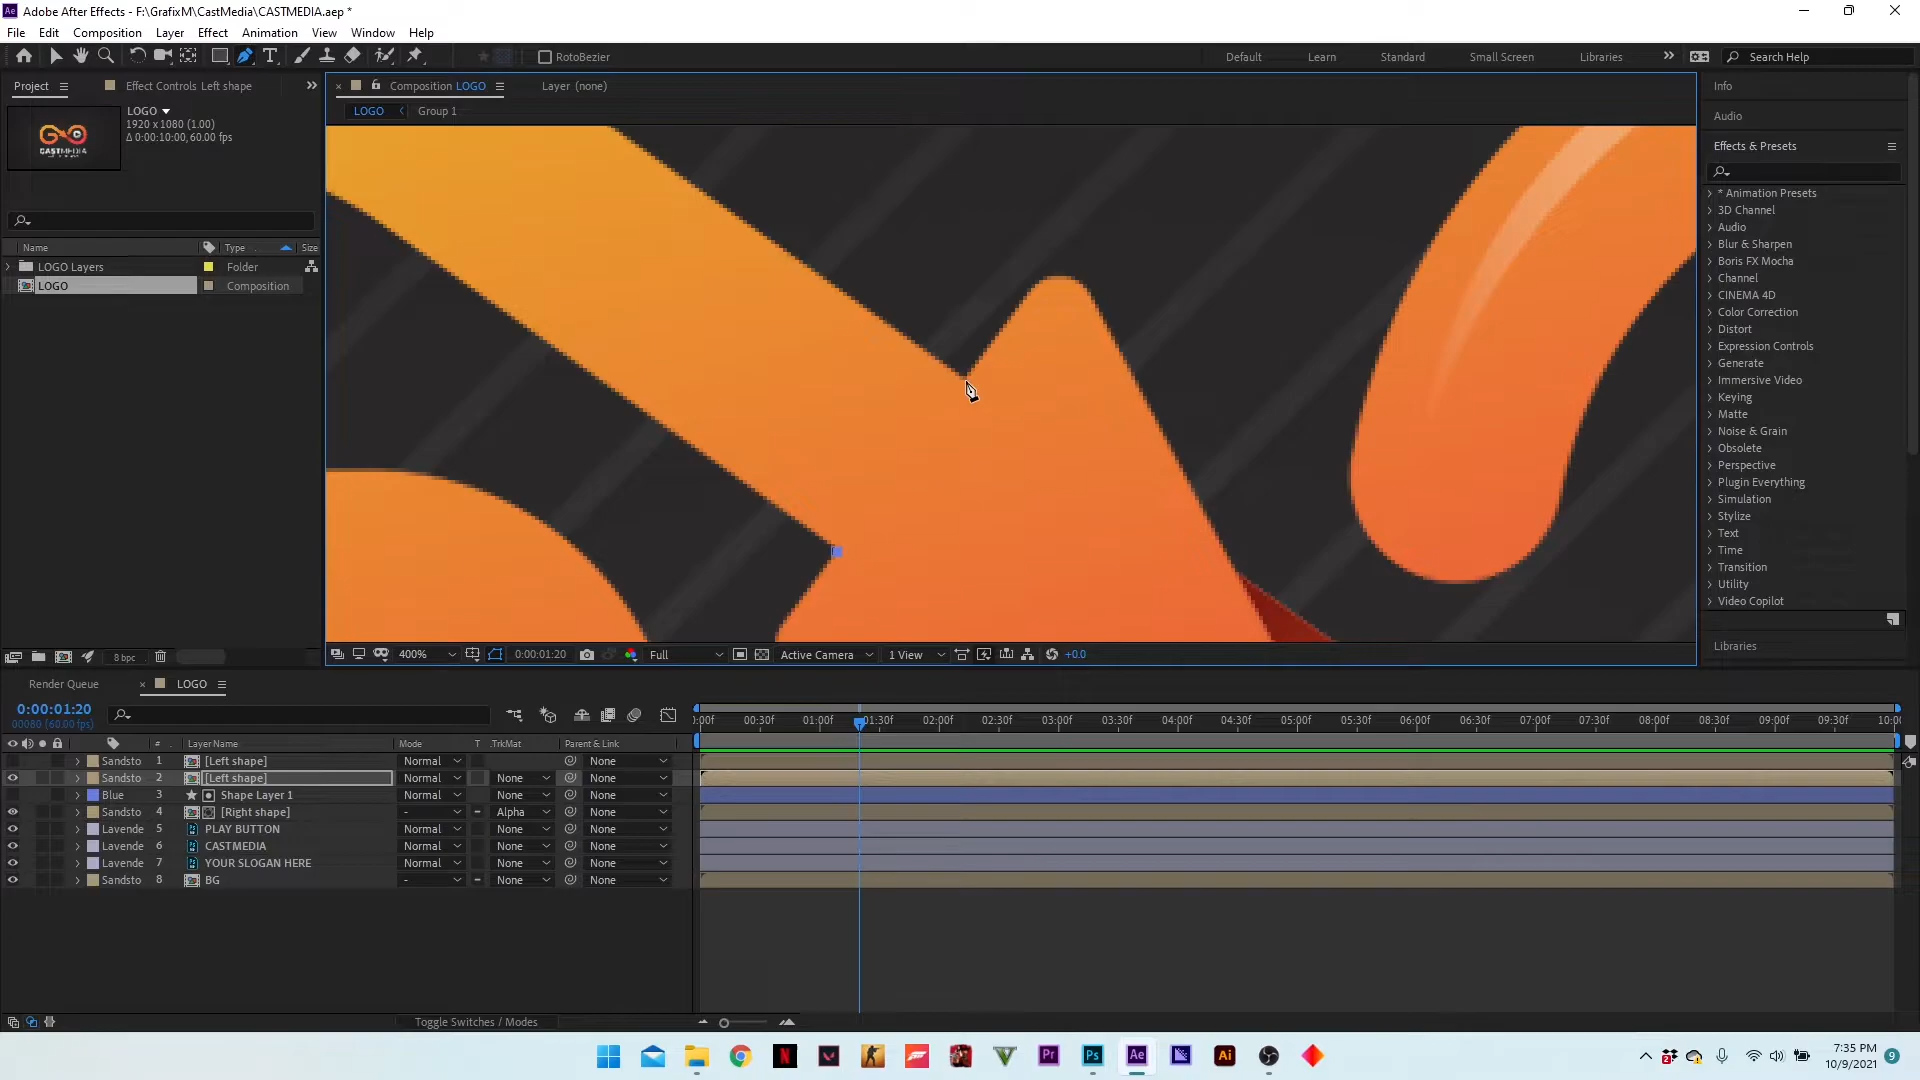 Adobe After Effects - F:\GrafixM\CastMedia\CASTMEDIA.aep *
File Edit Composition Layer Effect Animation View Window Help
RotoBezier
Default Learn Standard Small Screen Libraries
Search Help
Project
Effect Controls Left shape
Composition LOGO
Layer (none)
LOGO
Group 1
LOGO
1920 x 1080 (1.00)
Δ 0:00:10:00, 60.00 fps
CASTMEDIA
Name Type Size
LOGO Layers Folder
LOGO Composition
8 bpc
Info
Audio
Effects & Presets
* Animation Presets
3D Channel
Audio
Blur & Sharpen
Boris FX Mocha
Channel
CINEMA 4D
Color Correction
Distort
Expression Controls
Generate
Immersive Video
Keying
Matte
Noise & Grain
Obsolete
Perspective
Plugin Everything
Simulation
Stylize
Text
Time
Transition
Utility
Video Copilot
Libraries
400% 0:00:01:20 Full Active Camera 1 View +0.0
Render Queue LOGO
0:00:01:20
00080 (60.00 fps)
):00f 00:30f 01:00f 01:30f 02:00f 02:30f 03:00f 03:30f 04:00f 04:30f 05:00f 05:30f 06:00f 06:30f 07:00f 07:30f 08:00f 08:30f 09:00f 09:30f 10:00
# Layer Name Mode T .TrkMat Parent & Link
Sandsto 1 [Left shape] Normal None
Sandsto 2 [Left shape] Normal None None
Blue 3 Shape Layer 1 Normal None None
Sandsto 4 [Right shape] - Alpha None
Lavende 5 PLAY BUTTON Normal None None
Lavende 6 CASTMEDIA Normal None None
Lavende 7 YOUR SLOGAN HERE Normal None None
Sandsto 8 BG - None None
Toggle Switches / Modes
7:35 PM
10/9/2021
9